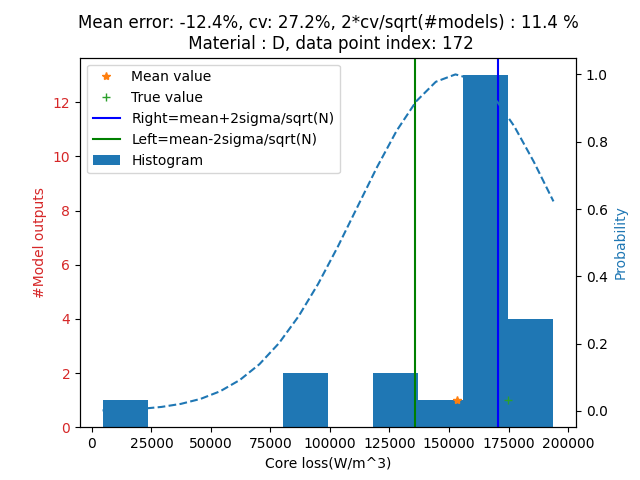 Mean error: -12.4%, cv: 27.2%, 2*cv/sqrt(#models) : 11.4 %
Material : D, data point index: 172
Mean value
True value
Right=mean+2sigma/sqrt(N)
Left=mean-2sigma/sqrt(N)
Histogram
#Model outputs
12
10
8
6
4
2
0
1.0
0.8
0.6
0.4
0.2
0.0
Probability
0 25000 50000 75000 100000 125000 150000 175000 200000
Core loss(W/m^3)